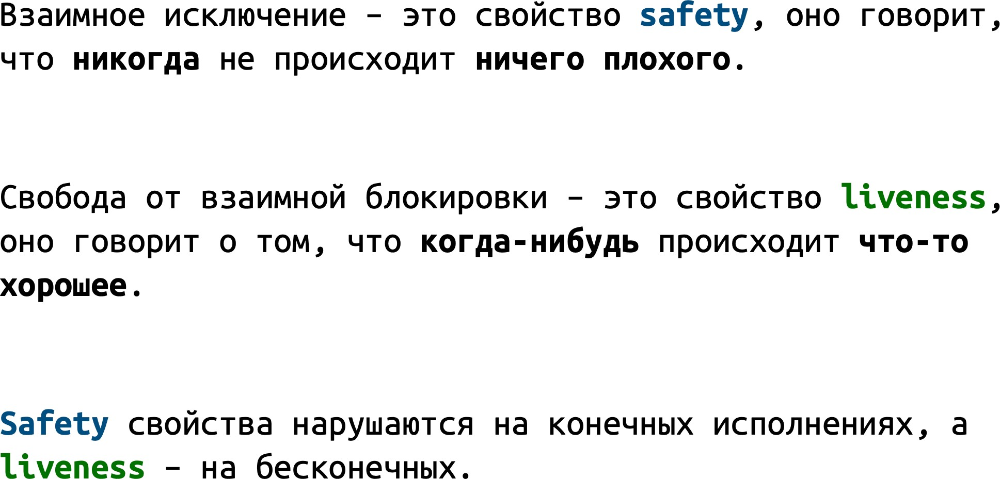 Взаимное исключение – это свойство safety, оно говорит,
что никогда не происходит ничего плохого.
Свобода от взаимной блокировки – это свойство liveness,
оно говорит о том, что когда-нибудь происходит что-то
хорошее.
Safety свойства нарушаются на конечных исполнениях, а
liveness – на бесконечных.